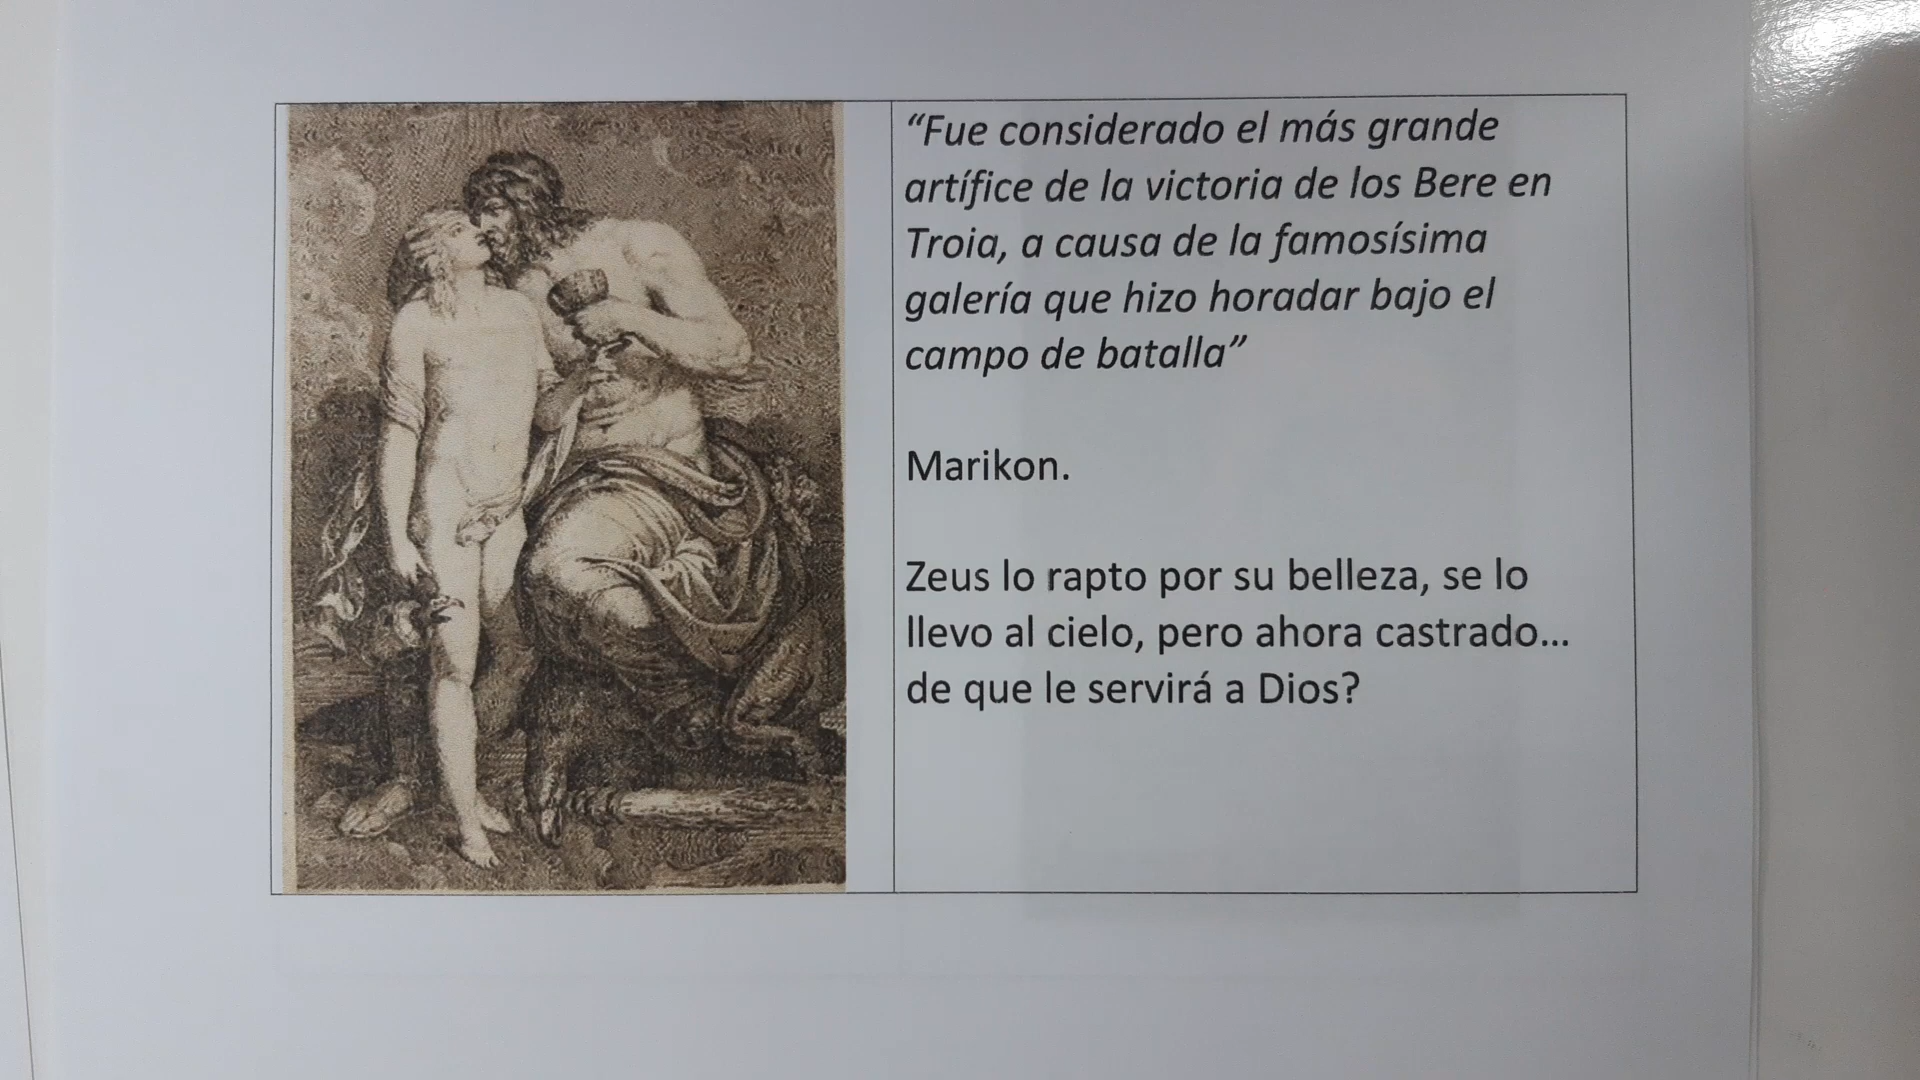 “Fue considerado el más grande
artífice de la victoria de los Bere en
Troia, a causa de la famosísima
galería que hizo horadar bajo el
campo de batalla”
Marikon.
Zeus lo rapto por su belleza, se lo
llevo al cielo, pero ahora castrado...
de que le servirá a Dios?